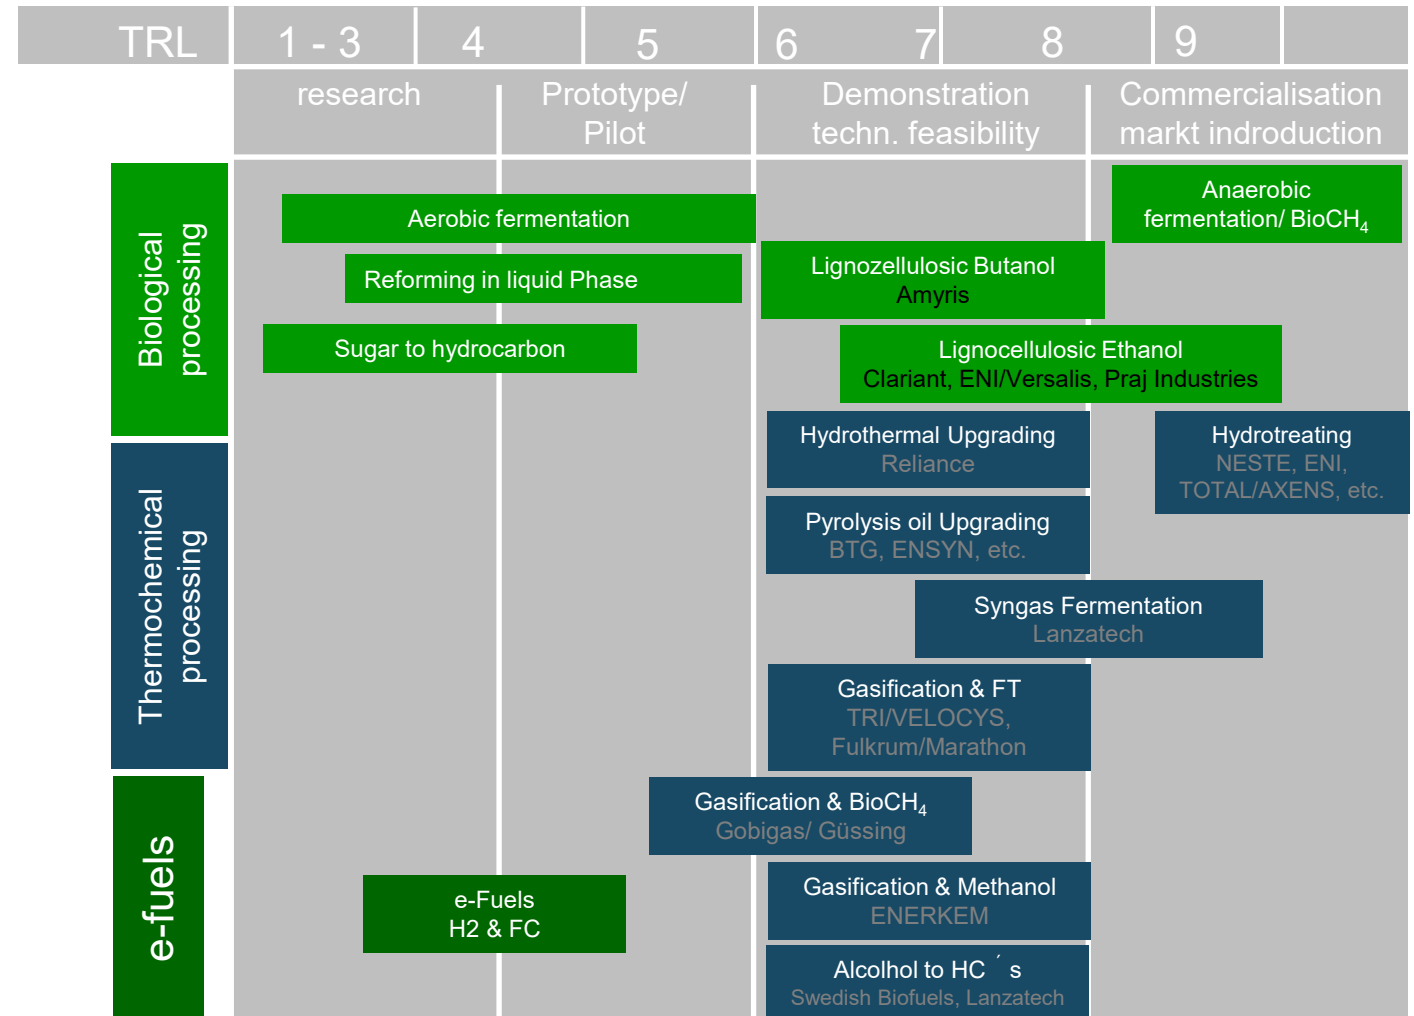 TRL 1 - 3 4 5 6 7 8 9
research
Prototype/
Pilot
Demonstration
techn. feasibility
Commercialisation
markt indroduction
Biological
processing
Aerobic fermentation
Reforming in liquid Phase
Sugar to hydrocarbon
Anaerobic
fermentation/ BioCH₄
Lignozellulosic Butanol
Amyris
Lignocellulosic Ethanol
Clariant, ENI/Versalis, Praj Industries
Thermochemical
processing
Hydrothermal Upgrading
Reliance
Hydrotreating
NESTE, ENI,
TOTAL/AXENS, etc.
Pyrolysis oil Upgrading
BTG, ENSYN, etc.
Syngas Fermentation
Lanzatech
Gasification & FT
TRI/VELOCYS,
Fulkrum/Marathon
Gasification & BioCH₄
Gobigas/ Güssing
e-fuels
e-Fuels
H2 & FC
Gasification & Methanol
ENERKEM
Alcolhol to HC´s
Swedish Biofuels, Lanzatech